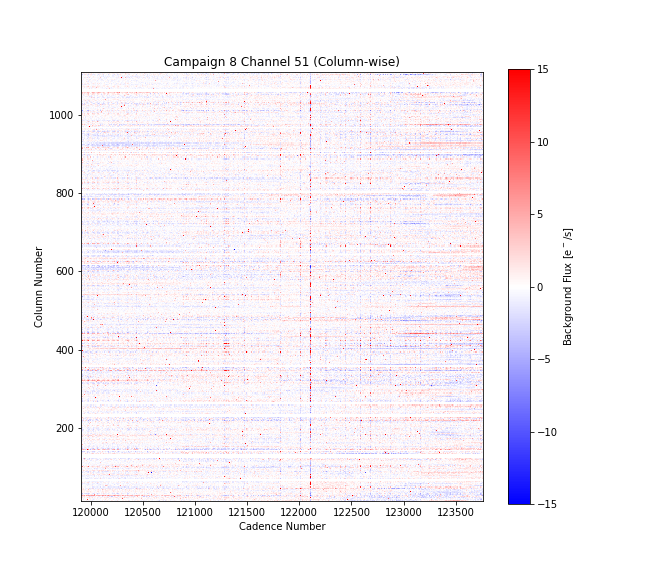 Campaign 8 Channel 51 (Column-wise)
1000
800
600
400
200
Column Number
120000 120500 121000 121500 122000 122500 123000 123500
Cadence Number
15
10
5
0
−5
−10
−15
Background Flux [e⁻/s]